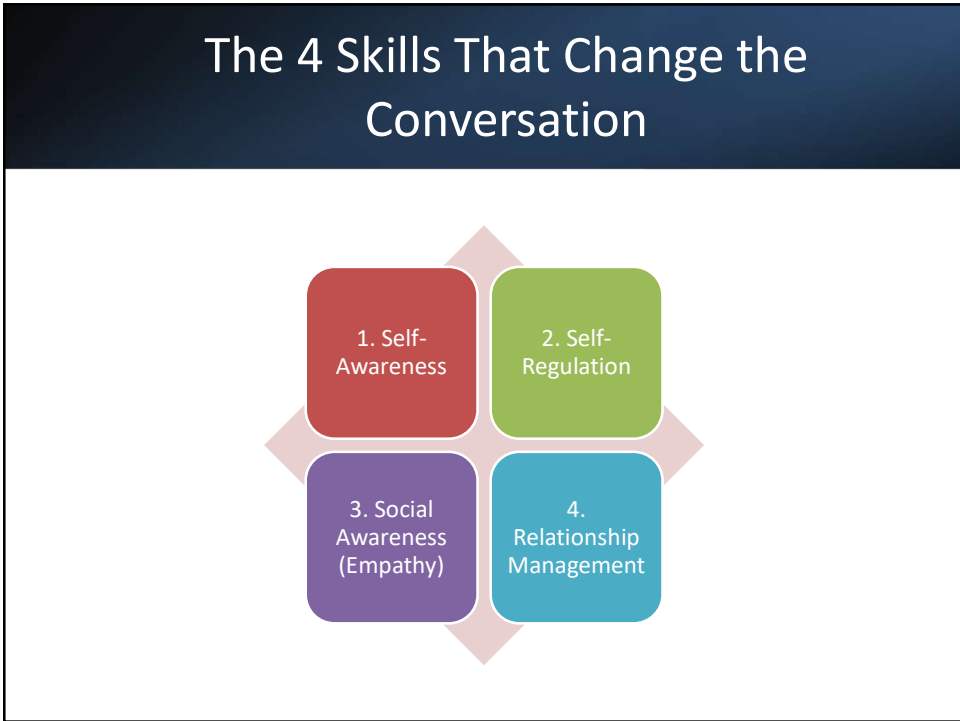 The 4 Skills That Change the
Conversation
1. Self-
Awareness
2. Self-
Regulation
3. Social
Awareness
(Empathy)
4.
Relationship
Management